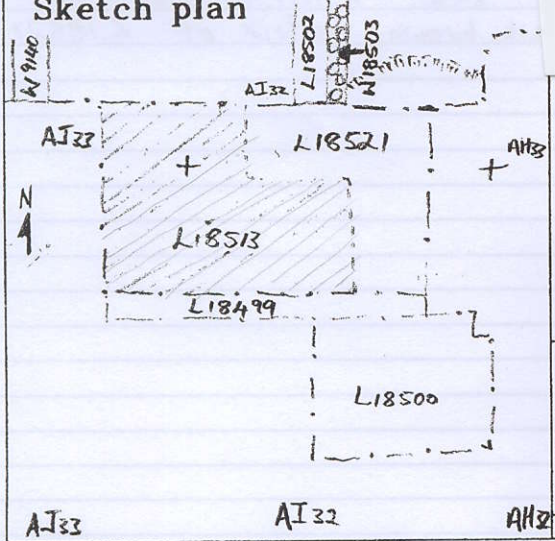 Sketch plan
W9140
L18502
W18503
AI32
AJ33
L18521
AH33
N
L18513
L18499
L18500
AJ33
AI32
AH32